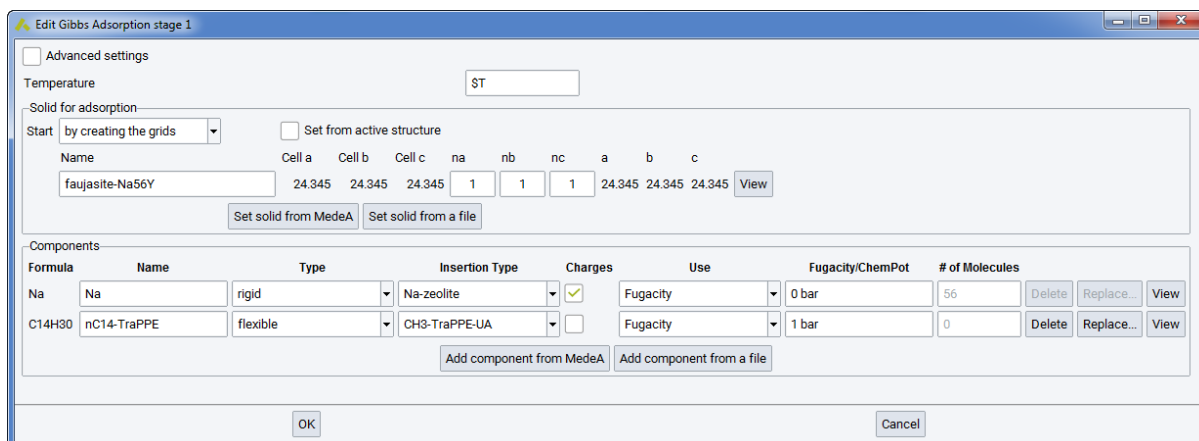 Edit Gibbs Adsorption stage 1
Advanced settings
Temperature $T
Solid for adsorption
Start by creating the grids Set from active structure
Name Cell a Cell b Cell c na nb nc a b c
faujasite-Na56Y 24.345 24.345 24.345 1 1 1 24.345 24.345 24.345 View
Set solid from MedeA Set solid from a file
Components
Formula Name Type Insertion Type Charges Use Fugacity/ChemPot # of Molecules
Na Na rigid Na-zeolite Fugacity 0 bar 56 Delete Replace... View
C14H30 nC14-TraPPE flexible CH3-TraPPE-UA Fugacity 1 bar 0 Delete Replace... View
Add component from MedeA Add component from a file
OK Cancel